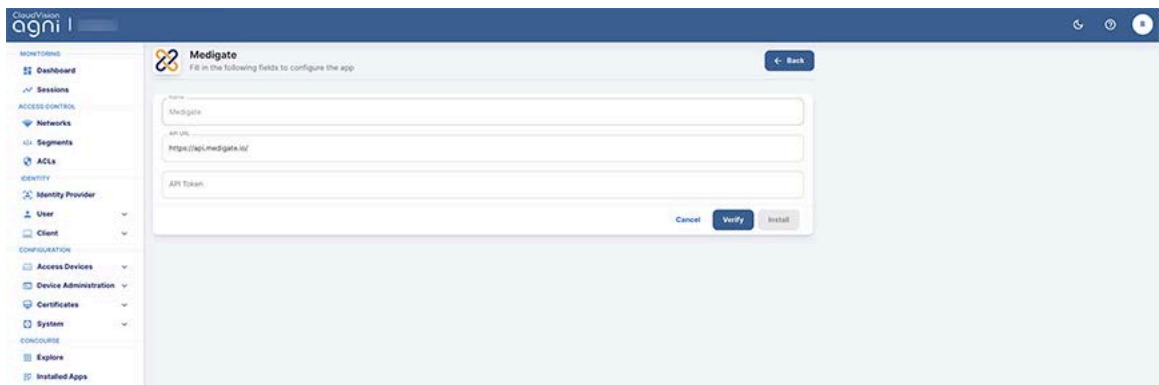 CloudVision
agni
MONITORING
Dashboard
Sessions
ACCESS CONTROL
Networks
Segments
ACLs
IDENTITY
Identity Provider
User
Client
CONFIGURATION
Access Devices
Device Administration
Certificates
System
CONCOURSE
Explore
Installed Apps
Medigate
Fill in the following fields to configure the app
Back
Name
Medigate
API URL
https://api.medigate.io/
API Token
Cancel Verify Install